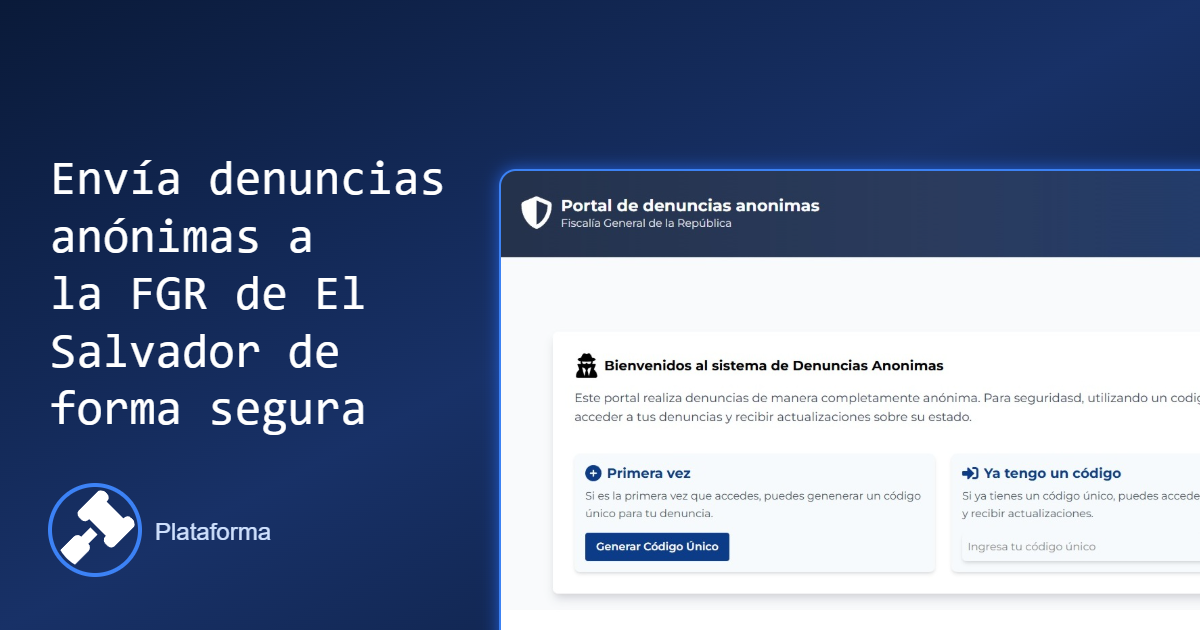 Envía denuncias
anónimas a
la FGR de El
Salvador de
forma segura
Plataforma
Portal de denuncias anonimas
Fiscalía General de la República
Bienvenidos al sistema de Denuncias Anonimas
Este portal realiza denuncias de manera completamente anónima. Para seguridasd, utilizando un codig
acceder a tus denuncias y recibir actualizaciones sobre su estado.
Primera vez
Si es la primera vez que accedes, puedes genenerar un código
único para tu denuncia.
Generar Código Único
Ya tengo un código
Si ya tienes un código único, puedes accede
y recibir actualizaciones.
Ingresa tu código único